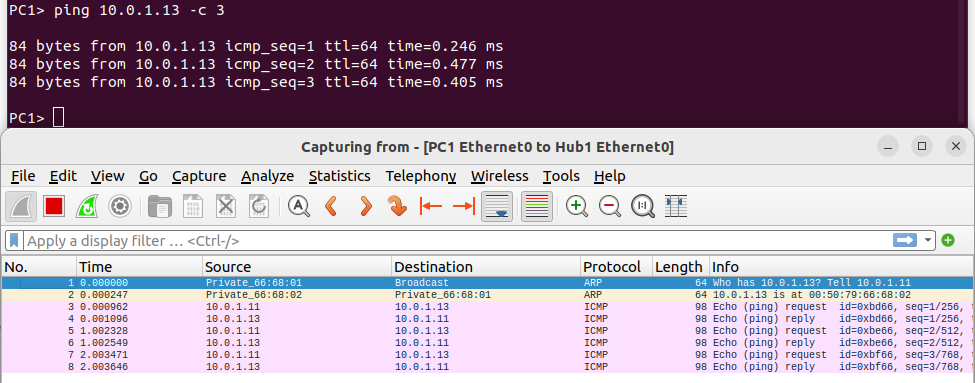 PC1> ping 10.0.1.13 -c 3
84 bytes from 10.0.1.13 icmp_seq=1 ttl=64 time=0.246 ms
84 bytes from 10.0.1.13 icmp_seq=2 ttl=64 time=0.477 ms
84 bytes from 10.0.1.13 icmp_seq=3 ttl=64 time=0.405 ms
PC1>
Capturing from - [PC1 Ethernet0 to Hub1 Ethernet0]
File Edit View Go Capture Analyze Statistics Telephony Wireless Tools Help
Apply a display filter … <Ctrl-/>
No. Time Source Destination Protocol Length Info
1 0.000000 Private_66:68:01 Broadcast ARP 64 Who has 10.0.1.13? Tell 10.0.1.11
2 0.000247 Private_66:68:02 Private_66:68:01 ARP 64 10.0.1.13 is at 00:50:79:66:68:02
3 0.000962 10.0.1.11 10.0.1.13 ICMP 98 Echo (ping) request id=0xbd66, seq=1/256,
4 0.001096 10.0.1.13 10.0.1.11 ICMP 98 Echo (ping) reply id=0xbd66, seq=1/256,
5 1.002328 10.0.1.11 10.0.1.13 ICMP 98 Echo (ping) request id=0xbe66, seq=2/512,
6 1.002549 10.0.1.13 10.0.1.11 ICMP 98 Echo (ping) reply id=0xbe66, seq=2/512,
7 2.003471 10.0.1.11 10.0.1.13 ICMP 98 Echo (ping) request id=0xbf66, seq=3/768,
8 2.003646 10.0.1.13 10.0.1.11 ICMP 98 Echo (ping) reply id=0xbf66, seq=3/768,